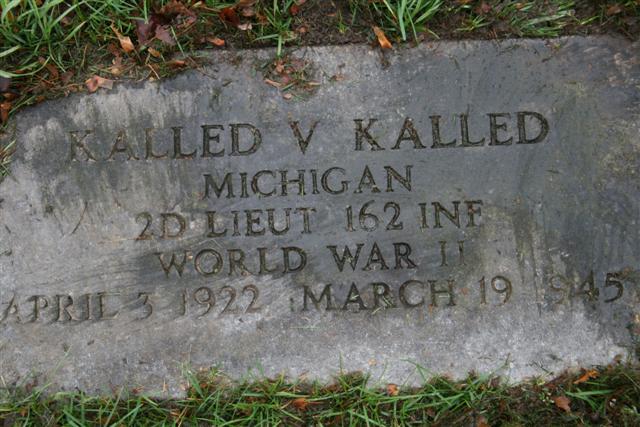 KALLED V KALLED
MICHIGAN
2D LIEUT 162 INF
WORLD WAR II
APRIL 3 1922 MARCH 19 1945